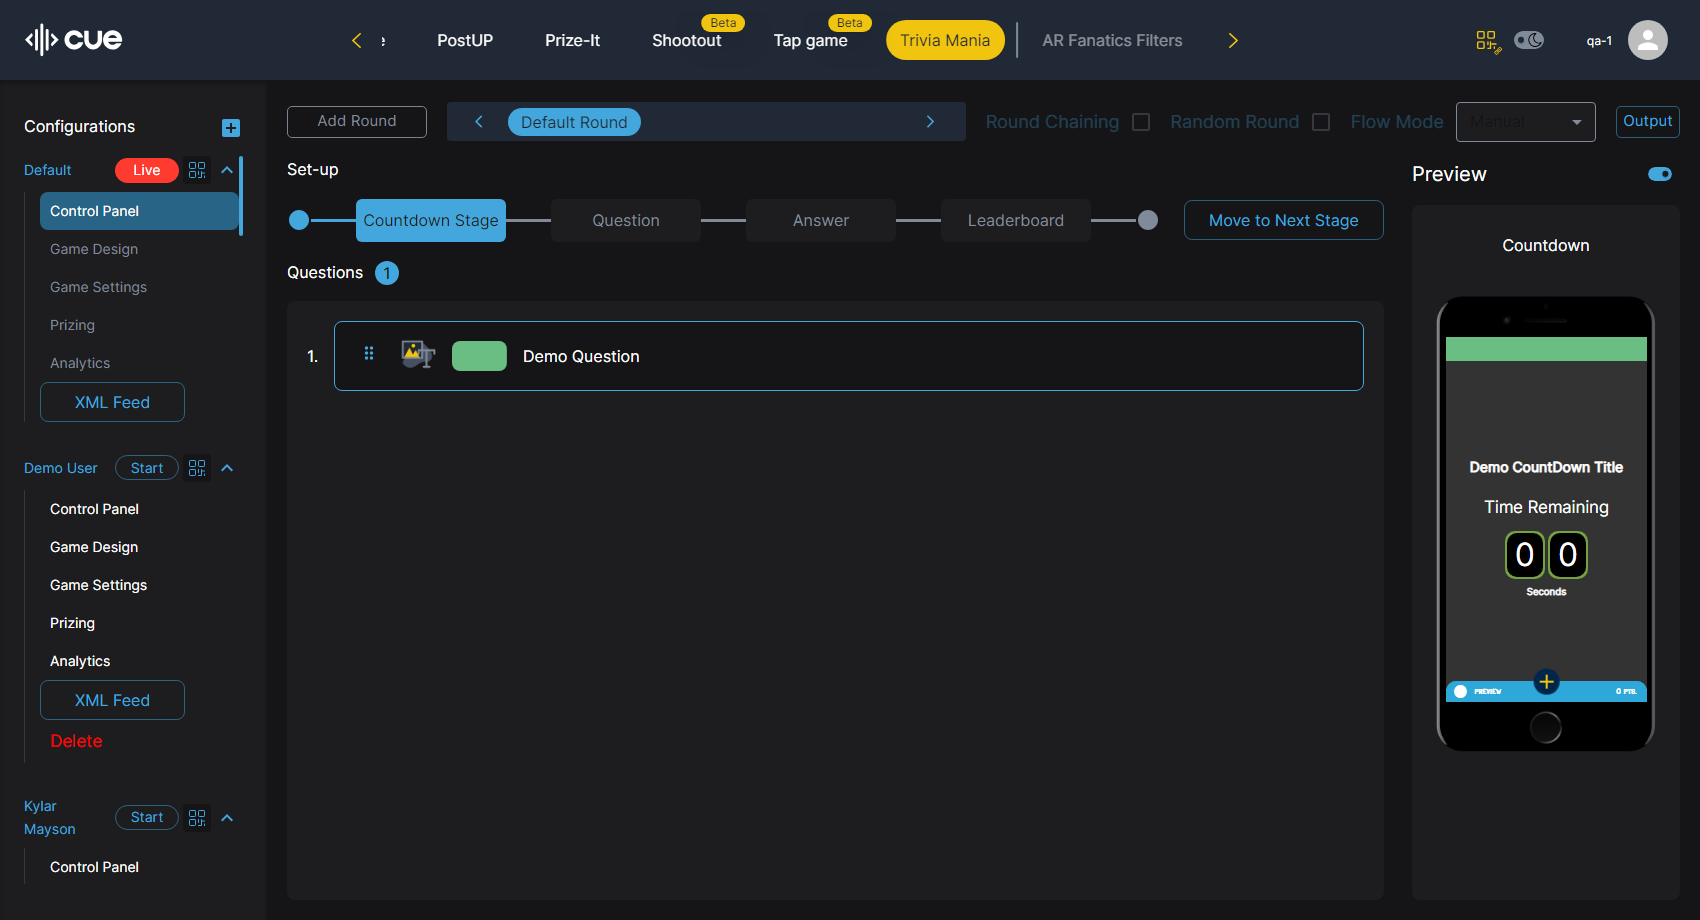 cue
e
PostUP
Prize-It
Beta
Shootout
Beta
Tap game
Trivia Mania
AR Fanatics Filters
qa-1
Configurations
Default
Live
Control Panel
Game Design
Game Settings
Prizing
Analytics
XML Feed
Demo User
Start
Control Panel
Game Design
Game Settings
Prizing
Analytics
XML Feed
Delete
Kylar
Mayson
Start
Control Panel
Add Round
Default Round
Round Chaining
Random Round
Flow Mode
Manual
Output
Set-up
Countdown Stage
Question
Answer
Leaderboard
Move to Next Stage
Questions 1
1.
Demo Question
Preview
Countdown
Demo CountDown Title
Time Remaining
0 0
Seconds
PREVIEW
0 PTS.